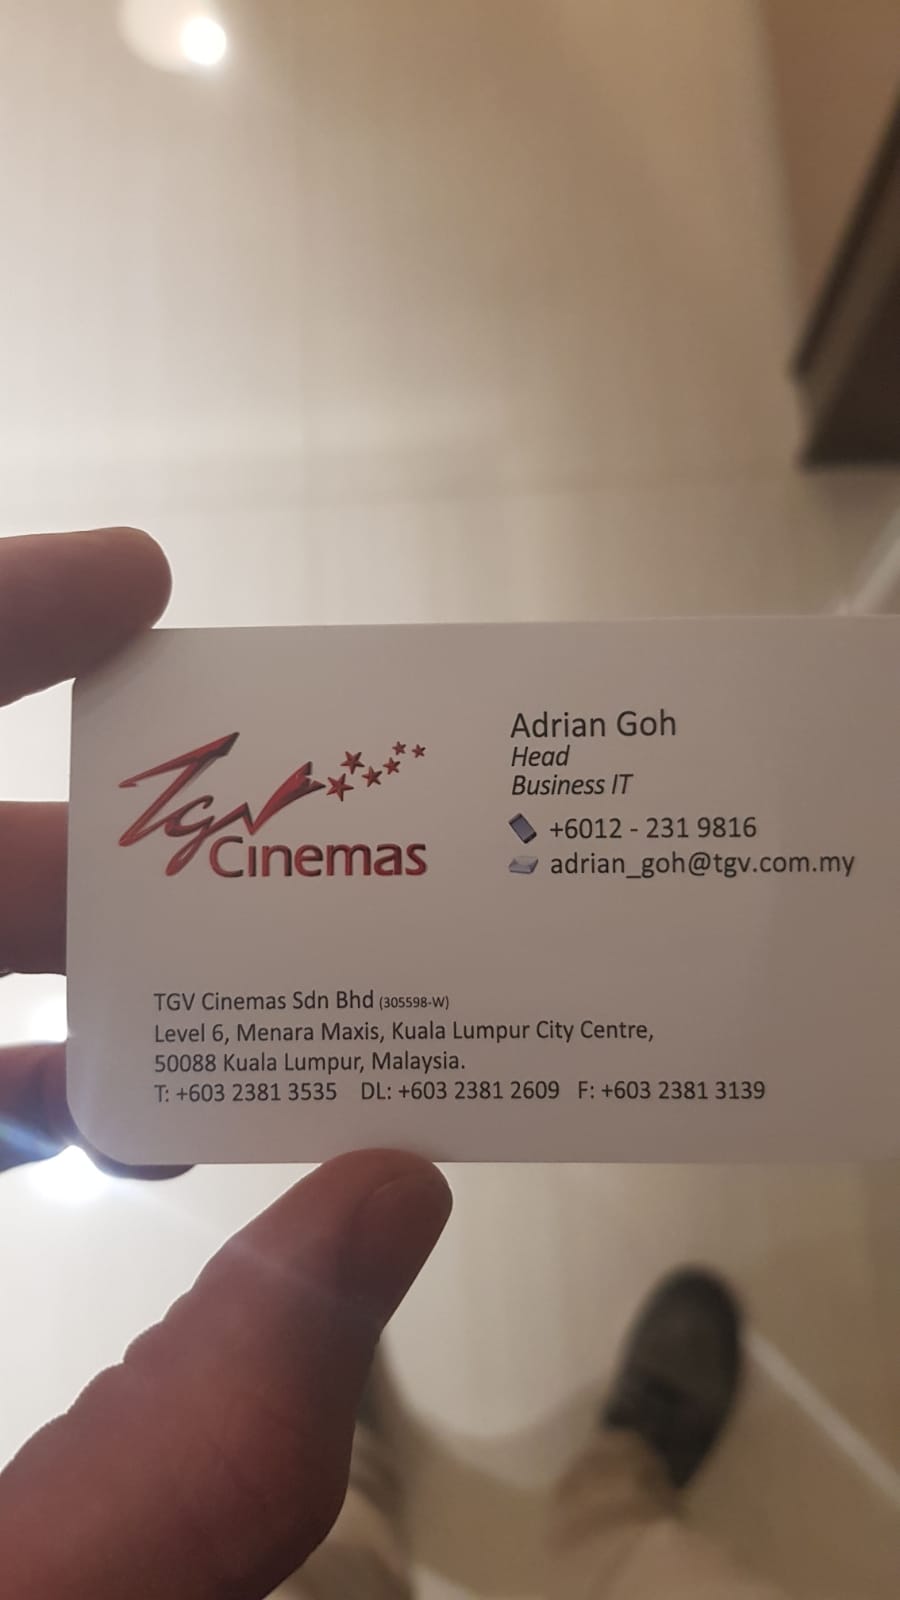 TGV
Cinemas
Adrian Goh
Head
Business IT
+6012 - 231 9816
adrian_goh@tgv.com.my
TGV Cinemas Sdn Bhd (305598-W)
Level 6, Menara Maxis, Kuala Lumpur City Centre,
50088 Kuala Lumpur, Malaysia.
T: +603 2381 3535 DL: +603 2381 2609 F: +603 2381 3139